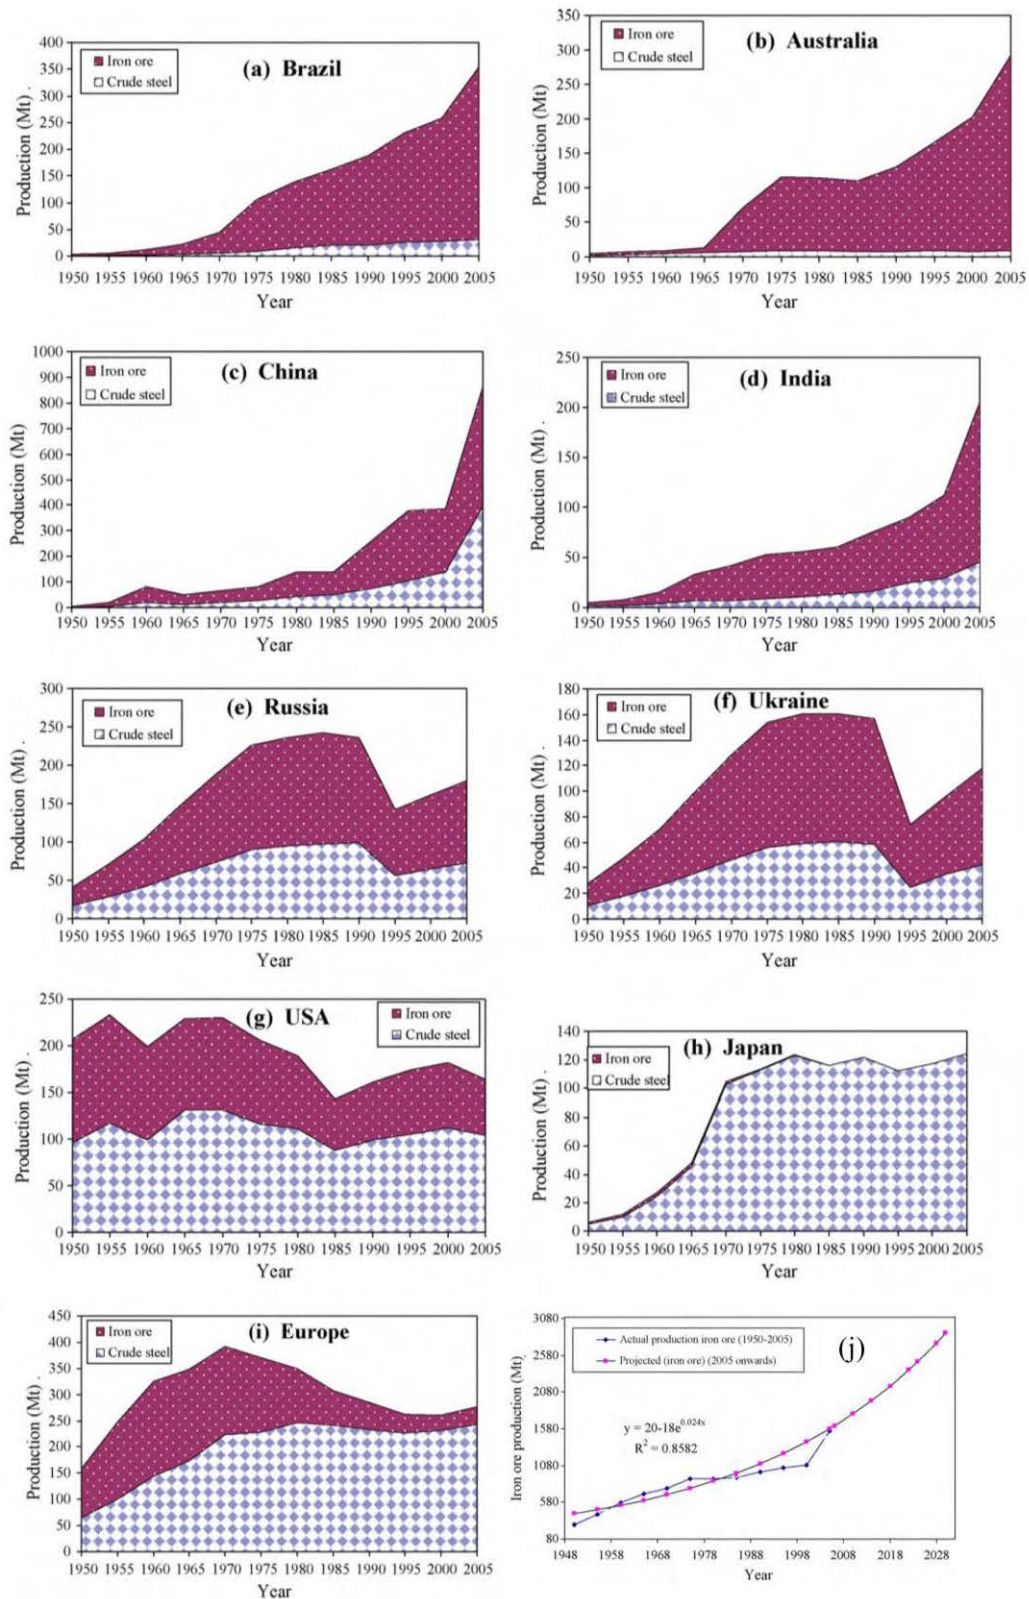 (a) Brazil
Iron ore
Crude steel
Production (Mt) .
400
350
300
250
200
150
100
50
0
1950 1955 1960 1965 1970 1975 1980 1985 1990 1995 2000 2005
Year
(b) Australia
Iron ore
Crude steel
Production (Mt)
350
300
250
200
150
100
50
0
1950 1955 1960 1965 1970 1975 1980 1985 1990 1995 2000 2005
Year
(c) China
Iron ore
Crude steel
Production (Mt)
1000
900
800
700
600
500
400
300
200
100
0
1950 1955 1960 1965 1970 1975 1980 1985 1990 1995 2000 2005
Year
(d) India
Iron ore
Crude steel
Production (Mt) .
250
200
150
100
50
0
1950 1955 1960 1965 1970 1975 1980 1985 1990 1995 2000 2005
Year
(e) Russia
Iron ore
Crude steel
Production (Mt) .
300
250
200
150
100
50
0
1950 1955 1960 1965 1970 1975 1980 1985 1990 1995 2000 2005
Year
(f) Ukraine
Iron ore
Crude steel
Production (Mt) .
180
160
140
120
100
80
60
40
20
0
1950 1955 1960 1965 1970 1975 1980 1985 1990 1995 2000 2005
Year
(g) USA
Iron ore
Crude steel
Production (Mt) .
250
200
150
100
50
0
1950 1955 1960 1965 1970 1975 1980 1985 1990 1995 2000 2005
Year
(h) Japan
Iron ore
Crude steel
Production (Mt) .
140
120
100
80
60
40
20
0
1950 1955 1960 1965 1970 1975 1980 1985 1990 1995 2000 2005
Year
(i) Europe
Iron ore
Crude steel
Production (Mt) .
450
400
350
300
250
200
150
100
50
0
1950 1955 1960 1965 1970 1975 1980 1985 1990 1995 2000 2005
Year
(j)
Actual production iron ore (1950-2005)
Projected (iron ore) (2005 onwards)
y = 20-18e^0.024x
R² = 0.8582
Iron ore production (Mt)
3080
2580
2080
1580
1080
580
80
1948 1958 1968 1978 1988 1998 2008 2018 2028
Year